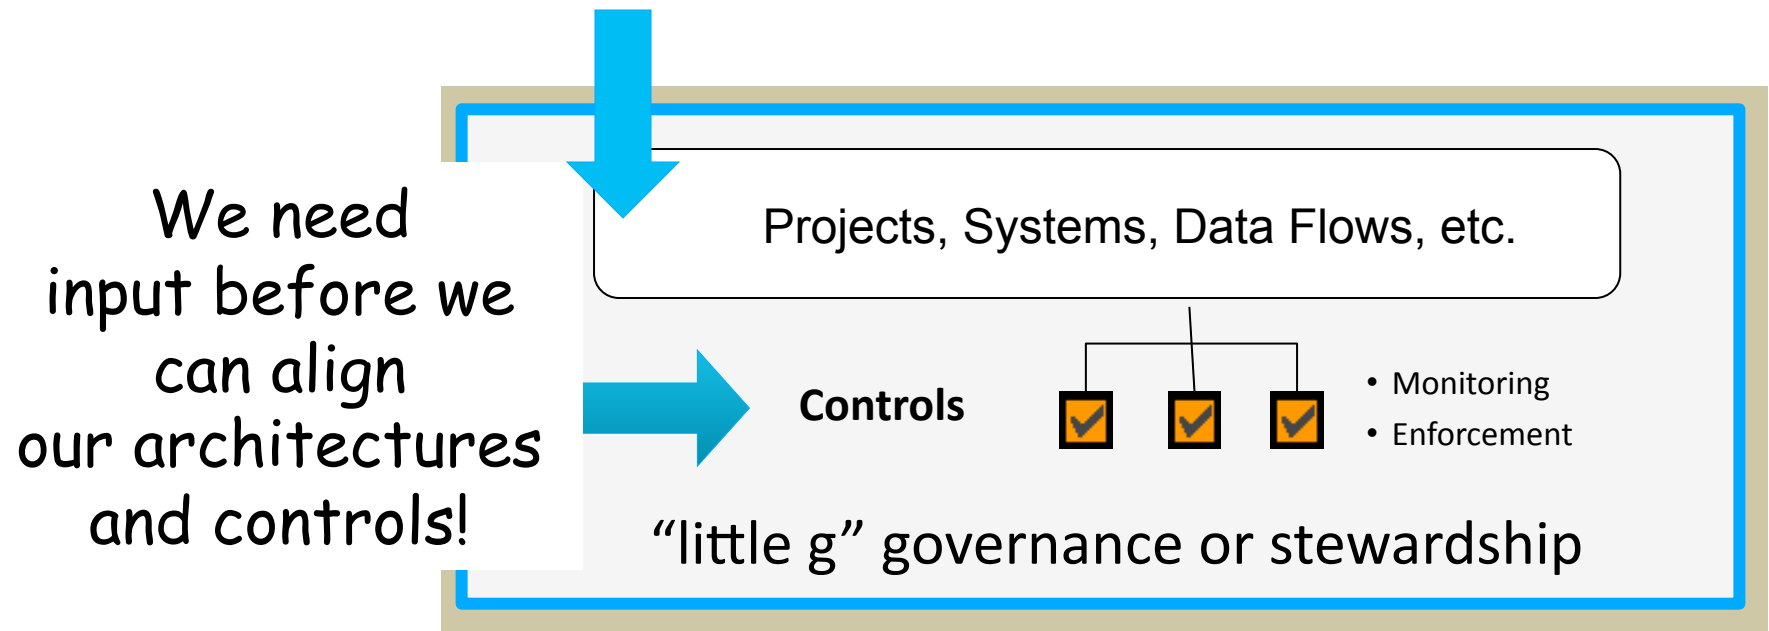 We need
input before we
can align
our architectures
and controls!
Projects, Systems, Data Flows, etc.
Controls
• Monitoring
• Enforcement
“little g” governance or stewardship